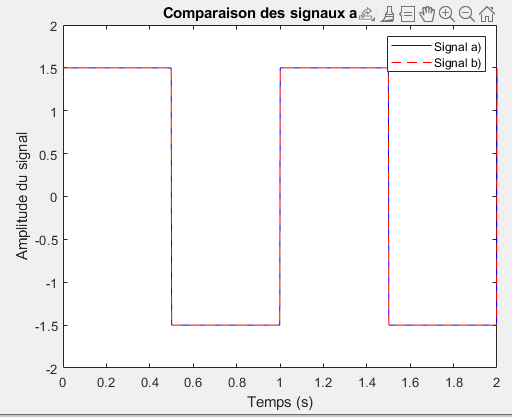 Comparaison des signaux a
Signal a)
Signal b)
2
1.5
1
0.5
0
-0.5
-1
-1.5
-2
Amplitude du signal
0 0.2 0.4 0.6 0.8 1 1.2 1.4 1.6 1.8 2
Temps (s)